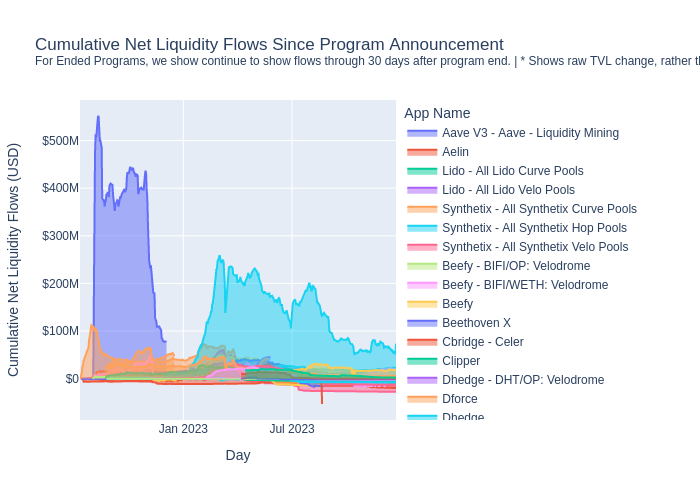 Cumulative Net Liquidity Flows Since Program Announcement
For Ended Programs, we show continue to show flows through 30 days after program end. | * Shows raw TVL change, rather
App Name
Aave V3 - Aave - Liquidity Mining
Aelin
Lido - All Lido Curve Pools
Lido - All Lido Velo Pools
Synthetix - All Synthetix Curve Pools
Synthetix - All Synthetix Hop Pools
Synthetix - All Synthetix Velo Pools
Beefy - BIFI/OP: Velodrome
Beefy - BIFI/WETH: Velodrome
Beefy
Beethoven X
Cbridge - Celer
Clipper
Dhedge - DHT/OP: Velodrome
Dforce
Dhedge
Cumulative Net Liquidity Flows (USD)
$500M
$400M
$300M
$200M
$100M
$0
Jan 2023
Jul 2023
Day